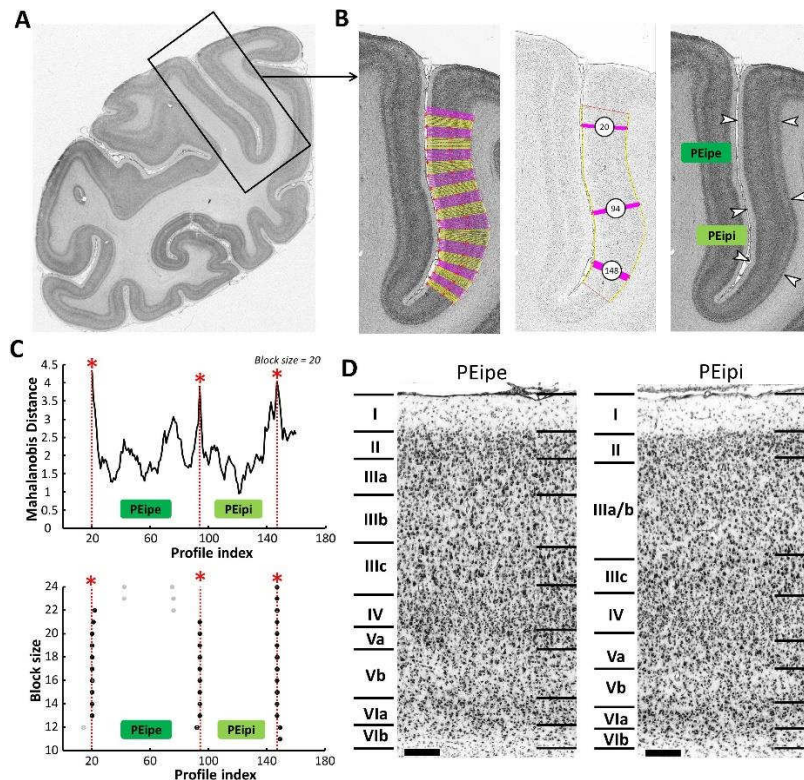 A
B
20
94
148
PEipe
PEipi
C
Block size = 20
* * *
Mahalanobis Distance
4.5
4
3.5
3
2.5
2
1.5
1
0.5
0
PEipe PEipi
20 60 100 140 180
Profile index
* * *
Block size
24
22
20
18
16
14
12
10
PEipe PEipi
20 60 100 140 180
Profile index
D
PEipe
I
II
IIIa
IIIb
IIIc
IV
Va
Vb
VIa
VIb
PEipi
I
II
IIIa/b
IIIc
IV
Va
Vb
VIa
VIb